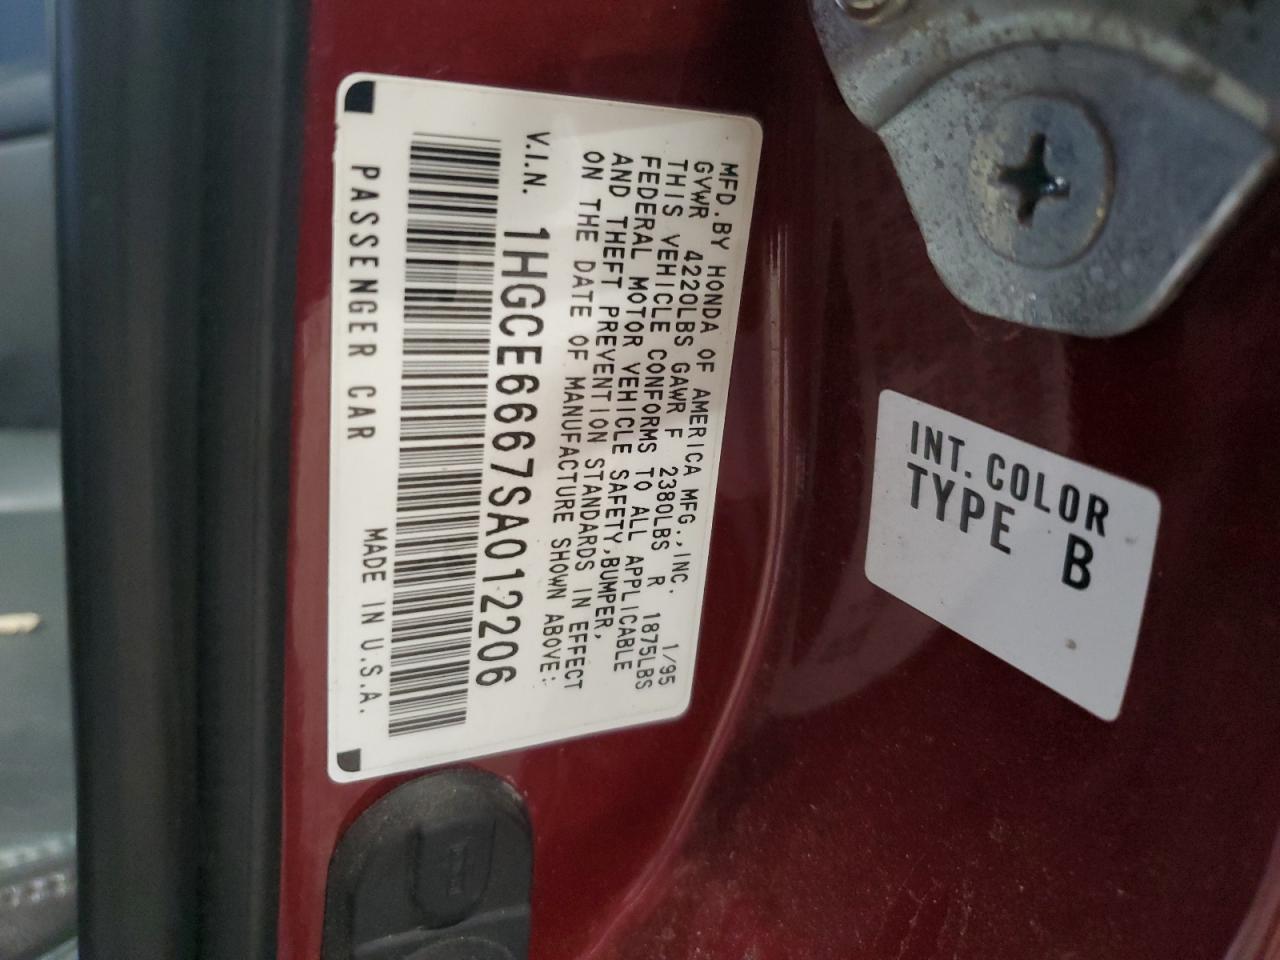 MFD.BY HONDA OF AMERICA MFG.,INC. 1/95
GVWR 4220LBS GAWR F 2380LBS R 1875LBS
THIS VEHICLE CONFORMS TO ALL APPLICABLE
FEDERAL MOTOR VEHICLE SAFETY,BUMPER,
AND THEFT PREVENTION STANDARDS IN EFFECT
ON THE DATE OF MANUFACTURE SHOWN ABOVE:
V.I.N. 1HGCE6667SA012206
PASSENGER CAR MADE IN U.S.A.
INT. COLOR
TYPE B